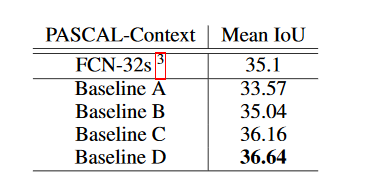 PASCAL-Context Mean IoU
FCN-32s 3 35.1
Baseline A 33.57
Baseline B 35.04
Baseline C 36.16
Baseline D 36.64